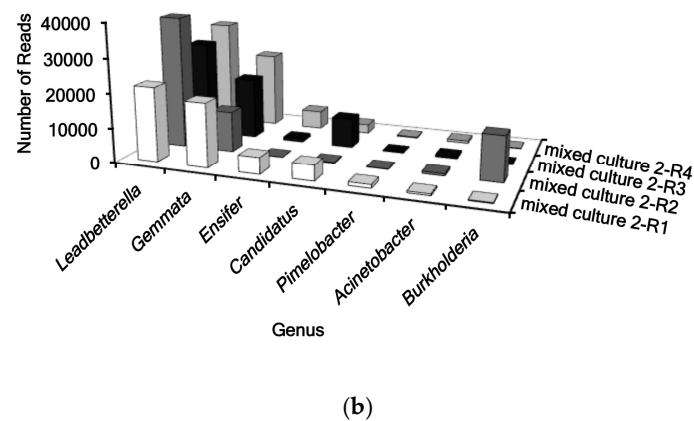 Number of Reads
40000
30000
20000
10000
0
mixed culture 2-R4
mixed culture 2-R3
mixed culture 2-R2
mixed culture 2-R1
Leadbetterella
Gemmata
Ensifer
Candidatus
Pimelobacter
Acinetobacter
Burkholderia
Genus
(b)